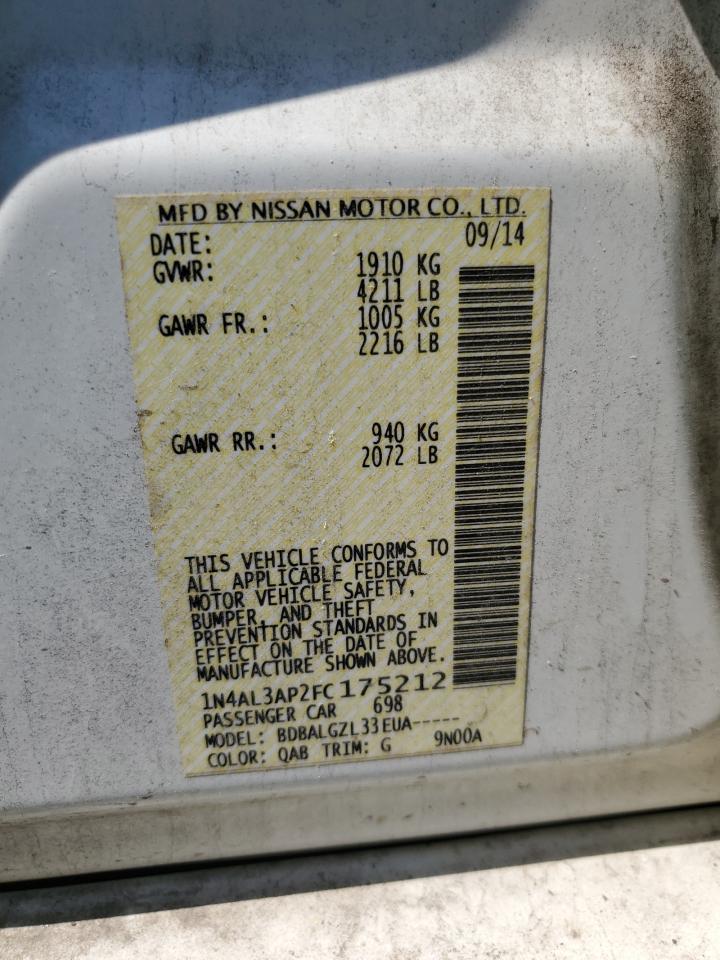 MFD BY NISSAN MOTOR CO., LTD.
DATE: 09/14
GVWR: 1910 KG
4211 LB
GAWR FR.: 1005 KG
2216 LB
GAWR RR.: 940 KG
2072 LB
THIS VEHICLE CONFORMS TO
ALL APPLICABLE FEDERAL
MOTOR VEHICLE SAFETY,
BUMPER, AND THEFT
PREVENTION STANDARDS IN
EFFECT ON THE DATE OF
MANUFACTURE SHOWN ABOVE.
1N4AL3AP2FC175212
PASSENGER CAR 698
MODEL: BDBALGZL33EUA-----
COLOR: QAB TRIM: G 9N00A